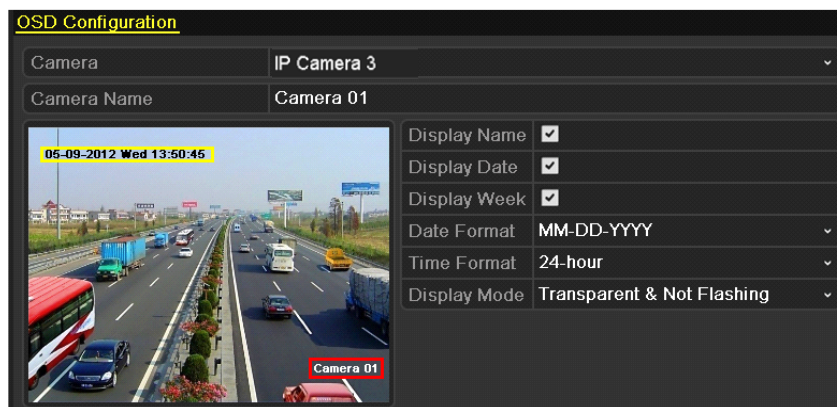 OSD Configuration
Camera IP Camera 3
Camera Name Camera 01
05-09-2012 Wed 13:50:45
Camera 01
Display Name
Display Date
Display Week
Date Format MM-DD-YYYY
Time Format 24-hour
Display Mode Transparent & Not Flashing